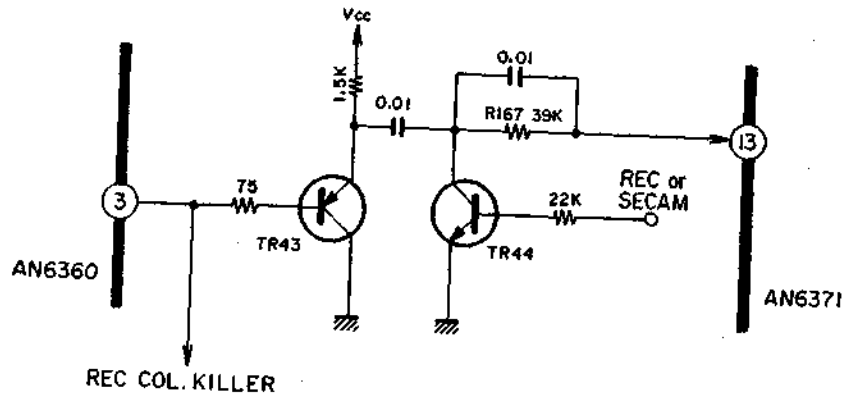 Vcc
1.5K
0.01
0.01
R167 39K
13
3
75
REC or
SECAM
22K
TR43
TR44
AN6360
AN6371
REC COL. KILLER